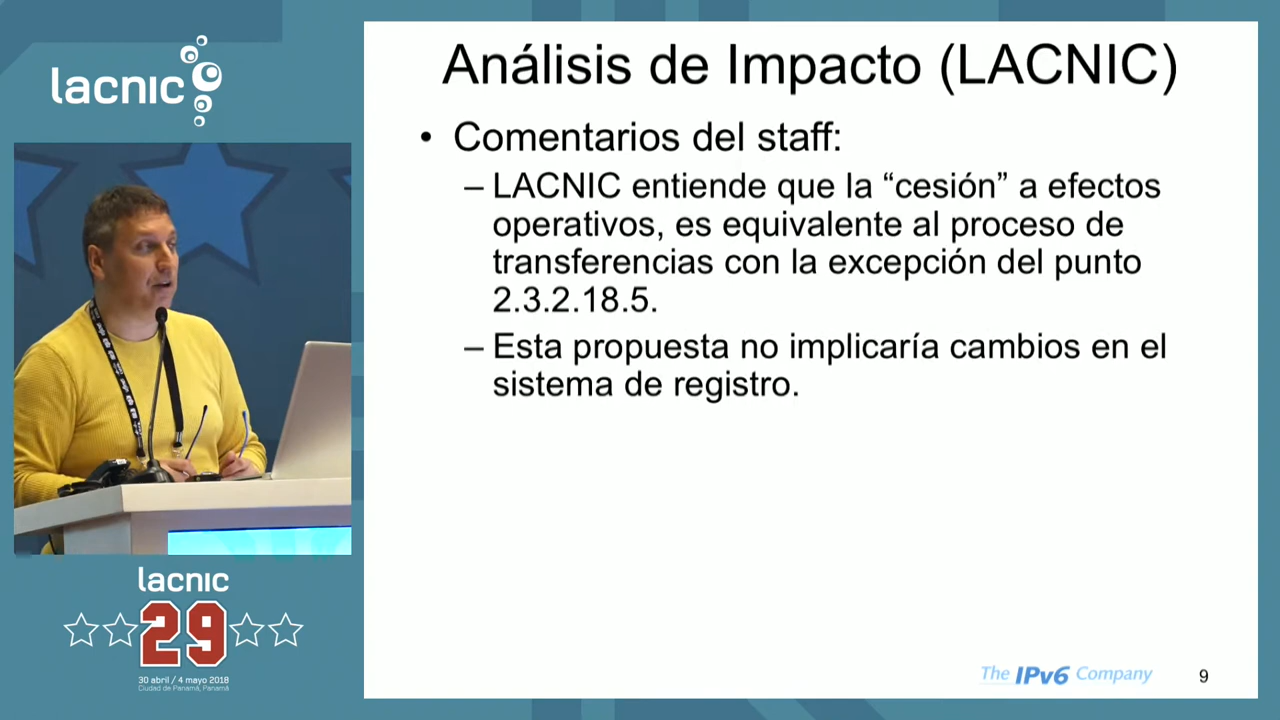 lacnic
Análisis de Impacto (LACNIC)
• Comentarios del staff:
– LACNIC entiende que la “cesión” a efectos
operativos, es equivalente al proceso de
transferencias con la excepción del punto
2.3.2.18.5.
– Esta propuesta no implicaría cambios en el
sistema de registro.
lacnic
29
30 abril / 4 mayo 2018
Ciudad de Panamá, Panamá
The IPv6 Company
9